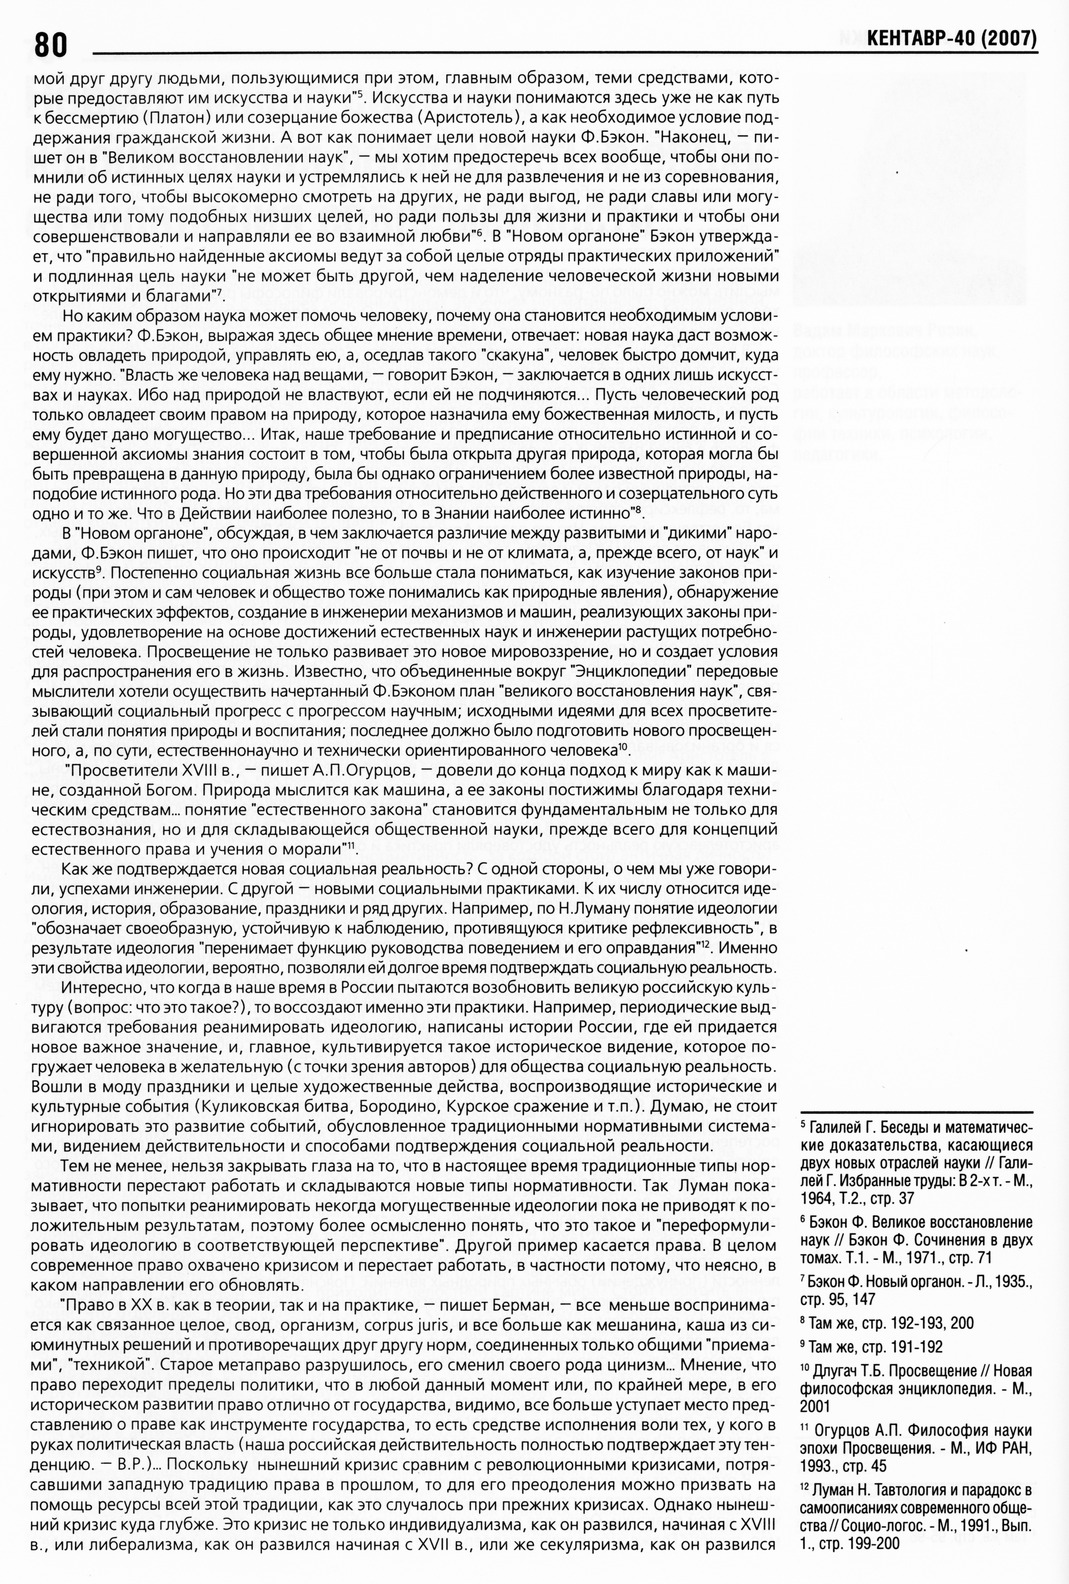 80
КЕНТАВР-40 (2007)
мой друг другу людьми, пользующимися при этом, главным образом, теми средствами, кото-
рые предоставляют им искусства и науки"⁵. Искусства и науки понимаются здесь уже не как путь
к бессмертию (Платон) или созерцание божества (Аристотель), а как необходимое условие под-
держания гражданской жизни. А вот как понимает цели новой науки Ф.Бэкон. "Наконец, — пи-
шет он в "Великом восстановлении наук", — мы хотим предостеречь всех вообще, чтобы они по-
мнили об истинных целях науки и устремлялись к ней не для развлечения и не из соревнования,
не ради того, чтобы высокомерно смотреть на других, не ради выгод, не ради славы или могу-
щества или тому подобных низших целей, но ради пользы для жизни и практики и чтобы они
совершенствовали и направляли ее во взаимной любви"⁶. В "Новом органоне" Бэкон утвержда-
ет, что "правильно найденные аксиомы ведут за собой целые отряды практических приложений"
и подлинная цель науки "не может быть другой, чем наделение человеческой жизни новыми
открытиями и благами"⁷.
Но каким образом наука может помочь человеку, почему она становится необходимым услови-
ем практики? Ф.Бэкон, выражая здесь общее мнение времени, отвечает: новая наука даст возмож-
ность овладеть природой, управлять ею, а, оседлав такого "скакуна", человек быстро домчит, куда
ему нужно. "Власть же человека над вещами, — говорит Бэкон, — заключается в одних лишь искусст-
вах и науках. Ибо над природой не властвуют, если ей не подчиняются... Пусть человеческий род
только овладеет своим правом на природу, которое назначила ему божественная милость, и пусть
ему будет дано могущество... Итак, наше требование и предписание относительно истинной и со-
вершенной аксиомы знания состоит в том, чтобы была открыта другая природа, которая могла бы
быть превращена в данную природу, была бы однако ограничением более известной природы, на-
подобие истинного рода. Но эти два требования относительно действенного и созерцательного суть
одно и то же. Что в Действии наиболее полезно, то в Знании наиболее истинно"⁸.
В "Новом органоне", обсуждая, в чем заключается различие между развитыми и "дикими" наро-
дами, Ф.Бэкон пишет, что оно происходит "не от почвы и не от климата, а, прежде всего, от наук" и
искусств⁹. Постепенно социальная жизнь все больше стала пониматься, как изучение законов при-
роды (при этом и сам человек и общество тоже понимались как природные явления), обнаружение
ее практических эффектов, создание в инженерии механизмов и машин, реализующих законы при-
роды, удовлетворение на основе достижений естественных наук и инженерии растущих потребно-
стей человека. Просвещение не только развивает это новое мировоззрение, но и создает условия
для распространения его в жизнь. Известно, что объединенные вокруг "Энциклопедии" передовые
мыслители хотели осуществить начертанный Ф.Бэконом план "великого восстановления наук", свя-
зывающий социальный прогресс с прогрессом научным; исходными идеями для всех просветите-
лей стали понятия природы и воспитания; последнее должно было подготовить нового просвещен-
ного, а, по сути, естественнонаучно и технически ориентированного человека¹⁰.
"Просветители XVIII в., — пишет А.П.Огурцов, — довели до конца подход к миру как к маши-
не, созданной Богом. Природа мыслится как машина, а ее законы постижимы благодаря техни-
ческим средствам... понятие "естественного закона" становится фундаментальным не только для
естествознания, но и для складывающейся общественной науки, прежде всего для концепций
естественного права и учения о морали"¹¹.
Как же подтверждается новая социальная реальность? С одной стороны, о чем мы уже говори-
ли, успехами инженерии. С другой — новыми социальными практиками. К их числу относится иде-
ология, история, образование, праздники и ряд других. Например, по Н.Луману понятие идеологии
"обозначает своеобразную, устойчивую к наблюдению, противящуюся критике рефлексивность", в
результате идеология "перенимает функцию руководства поведением и его оправдания"¹². Именно
эти свойства идеологии, вероятно, позволяли ей долгое время подтверждать социальную реальность.
Интересно, что когда в наше время в России пытаются возобновить великую российскую куль-
туру (вопрос: что это такое?), то воссоздают именно эти практики. Например, периодические выд-
вигаются требования реанимировать идеологию, написаны истории России, где ей придается
новое важное значение, и, главное, культивируется такое историческое видение, которое по-
гружает человека в желательную (с точки зрения авторов) для общества социальную реальность.
Вошли в моду праздники и целые художественные действа, воспроизводящие исторические и
культурные события (Куликовская битва, Бородино, Курское сражение и т.п.). Думаю, не стоит
игнорировать это развитие событий, обусловленное традиционными нормативными система-
ми, видением действительности и способами подтверждения социальной реальности.
Тем не менее, нельзя закрывать глаза на то, что в настоящее время традиционные типы нор-
мативности перестают работать и складываются новые типы нормативности. Так Луман пока-
зывает, что попытки реанимировать некогда могущественные идеологии пока не приводят к по-
ложительным результатам, поэтому более осмысленно понять, что это такое и "переформули-
ровать идеологию в соответствующей перспективе". Другой пример касается права. В целом
современное право охвачено кризисом и перестает работать, в частности потому, что неясно, в
каком направлении его обновлять.
"Право в XX в. как в теории, так и на практике, — пишет Берман, — все меньше воспринима-
ется как связанное целое, свод, организм, corpus juris, и все больше как мешанина, каша из си-
юминутных решений и противоречащих друг другу норм, соединенных только общими "приема-
ми", "техникой". Старое метаправо разрушилось, его сменил своего рода цинизм... Мнение, что
право переходит пределы политики, что в любой данный момент или, по крайней мере, в его
историческом развитии право отлично от государства, видимо, все больше уступает место пред-
ставлению о праве как инструменте государства, то есть средстве исполнения воли тех, у кого в
руках политическая власть (наша российская действительность полностью подтверждает эту тен-
денцию. — В.Р.)... Поскольку нынешний кризис сравним с революционными кризисами, потря-
савшими западную традицию права в прошлом, то для его преодоления можно призвать на
помощь ресурсы всей этой традиции, как это случалось при прежних кризисах. Однако нынеш-
ний кризис куда глубже. Это кризис не только индивидуализма, как он развился, начиная с XVIII
в., или либерализма, как он развился начиная с XVII в., или же секуляризма, как он развился
⁵ Галилей Г. Беседы и математичес-
кие доказательства, касающиеся
двух новых отраслей науки // Гали-
лей Г. Избранные труды: В 2-х т. - М.,
1964, Т.2., стр. 37
⁶ Бэкон Ф. Великое восстановление
наук // Бэкон Ф. Сочинения в двух
томах. Т.1. - М., 1971., стр. 71
⁷ Бэкон Ф. Новый органон. - Л., 1935.,
стр. 95, 147
⁸ Там же, стр. 192-193, 200
⁹ Там же, стр. 191-192
¹⁰ Длугач Т.Б. Просвещение // Новая
философская энциклопедия. - М.,
2001
¹¹ Огурцов А.П. Философия науки
эпохи Просвещения. - М., ИФ РАН,
1993., стр. 45
¹² Луман Н. Тавтология и парадокс в
самоописаниях современного обще-
ства // Социо-логос. - М., 1991., Вып.
1., стр. 199-200